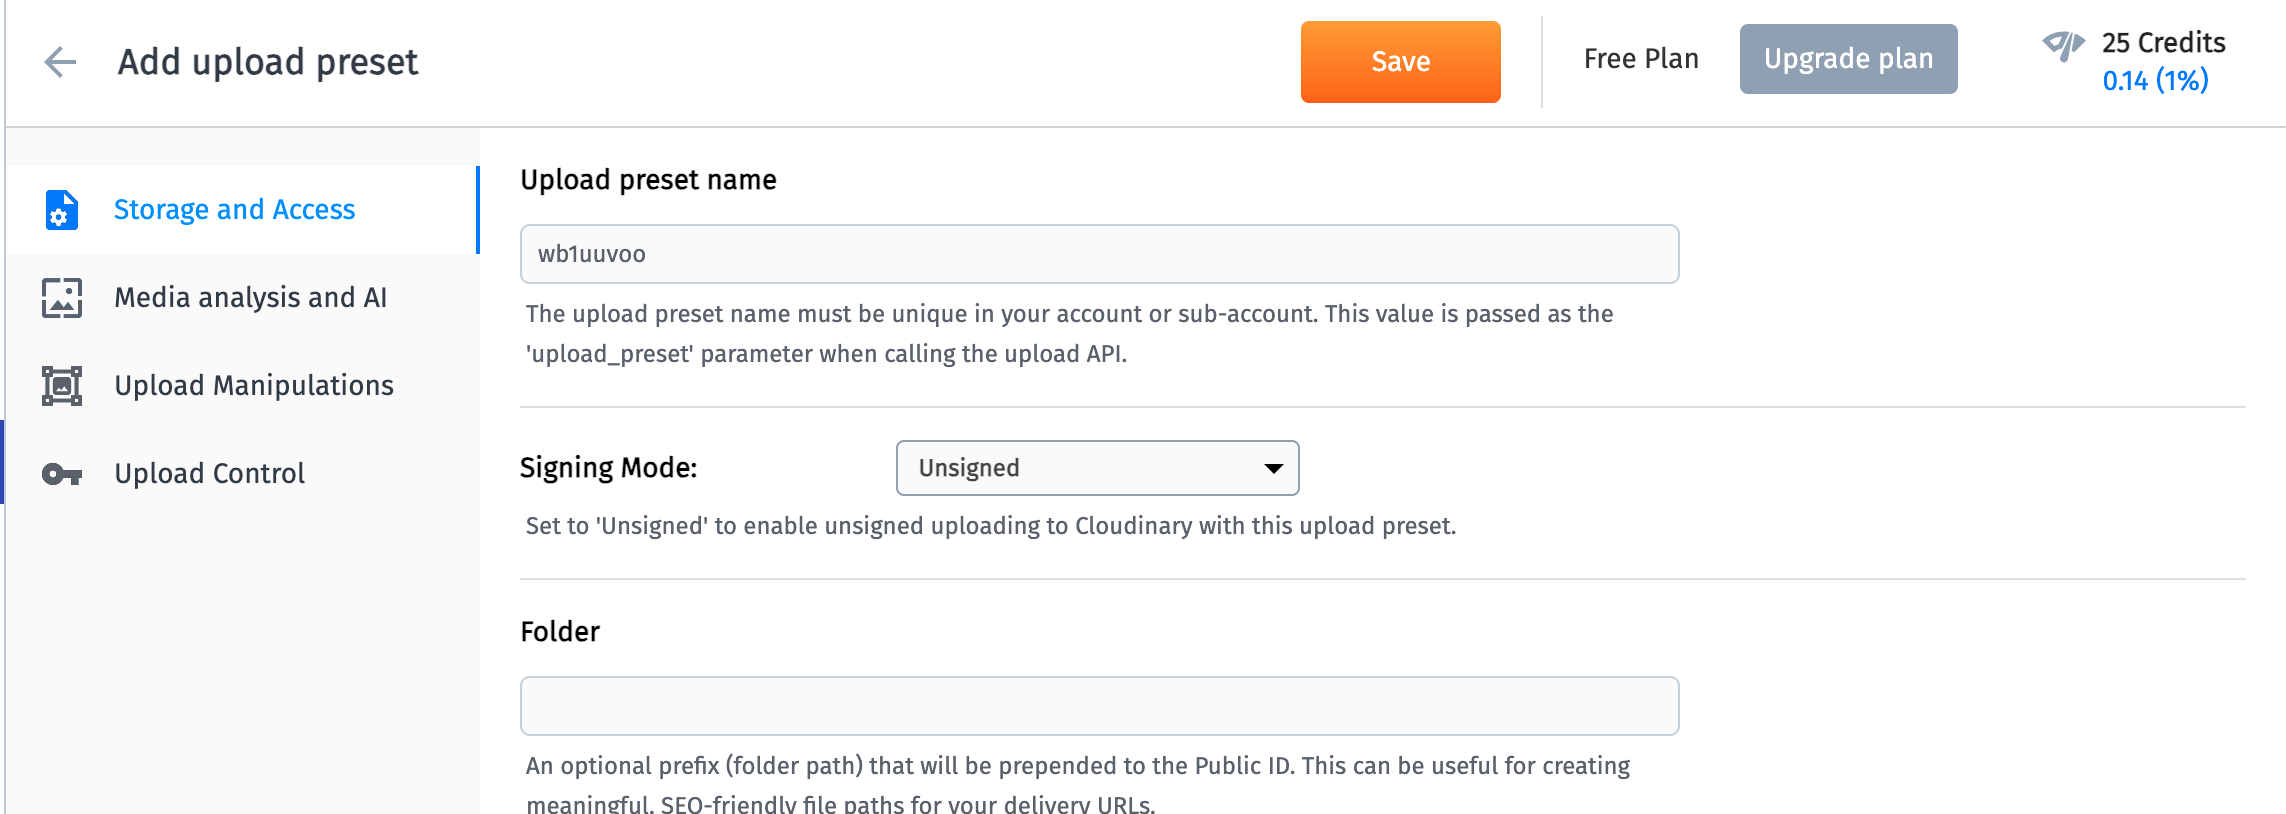 Add upload preset
Save
Free Plan
Upgrade plan
25 Credits
0.14 (1%)
Storage and Access
Media analysis and AI
Upload Manipulations
Upload Control
Upload preset name
wb1uuvoo
The upload preset name must be unique in your account or sub-account. This value is passed as the
'upload_preset' parameter when calling the upload API.
Signing Mode:
Unsigned
Set to 'Unsigned' to enable unsigned uploading to Cloudinary with this upload preset.
Folder
An optional prefix (folder path) that will be prepended to the Public ID. This can be useful for creating
meaningful, SEO-friendly file paths for your delivery URLs.